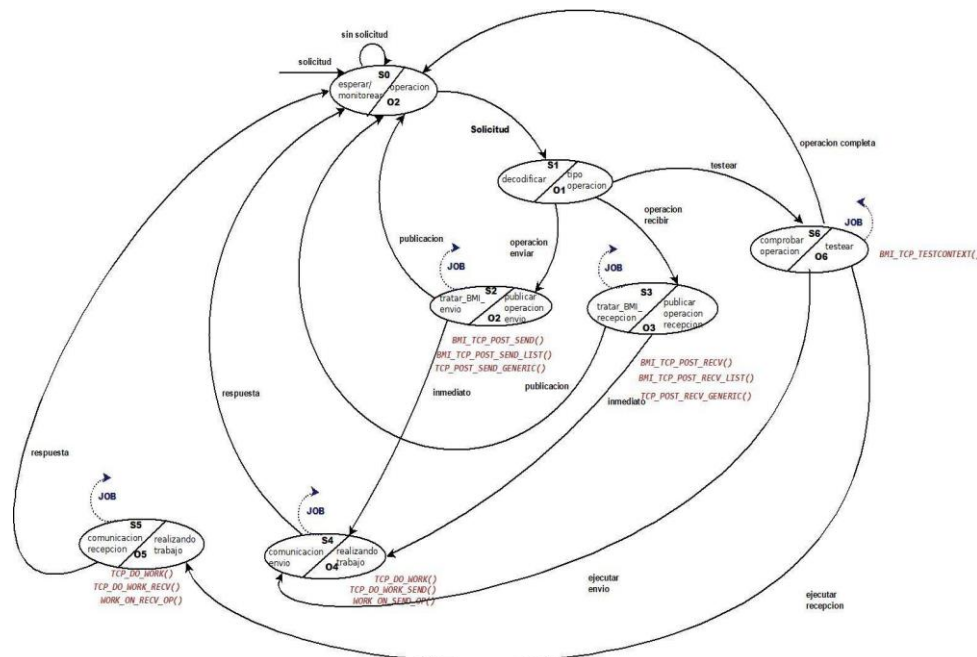 sin solicitud
solicitud
S0
esperar/
monitorear
operacion
O2
Solicitud
S1
decodificar
tipo
operacion
O1
testear
operacion completa
JOB
S6
comprobar
operacion
testear
O6
BMI_TCP_TESTCONTEXT()
operacion
recibir
operacion
enviar
publicacion
JOB
S2
tratar_BMI_
envio
publicar
operacion
envio
O2
BMI_TCP_POST_SEND()
BMI_TCP_POST_SEND_LIST()
TCP_POST_SEND_GENERIC()
JOB
S3
tratar_BMI_
recepcion
publicar
operacion
recepcion
O3
BMI_TCP_POST_RECV()
BMI_TCP_POST_RECV_LIST()
TCP_POST_RECV_GENERIC()
publicacion
inmediato
inmediato
respuesta
respuesta
JOB
S5
comunicacion
recepcion
realizando
trabajo
O5
TCP_DO_WORK()
TCP_DO_WORK_RECV()
WORK_ON_RECV_OP()
JOB
S4
comunicacion
envio
realizando
trabajo
O4
TCP_DO_WORK()
TCP_DO_WORK_SEND()
WORK_ON_SEND_OP()
ejecutar
envio
ejecutar
recepcion